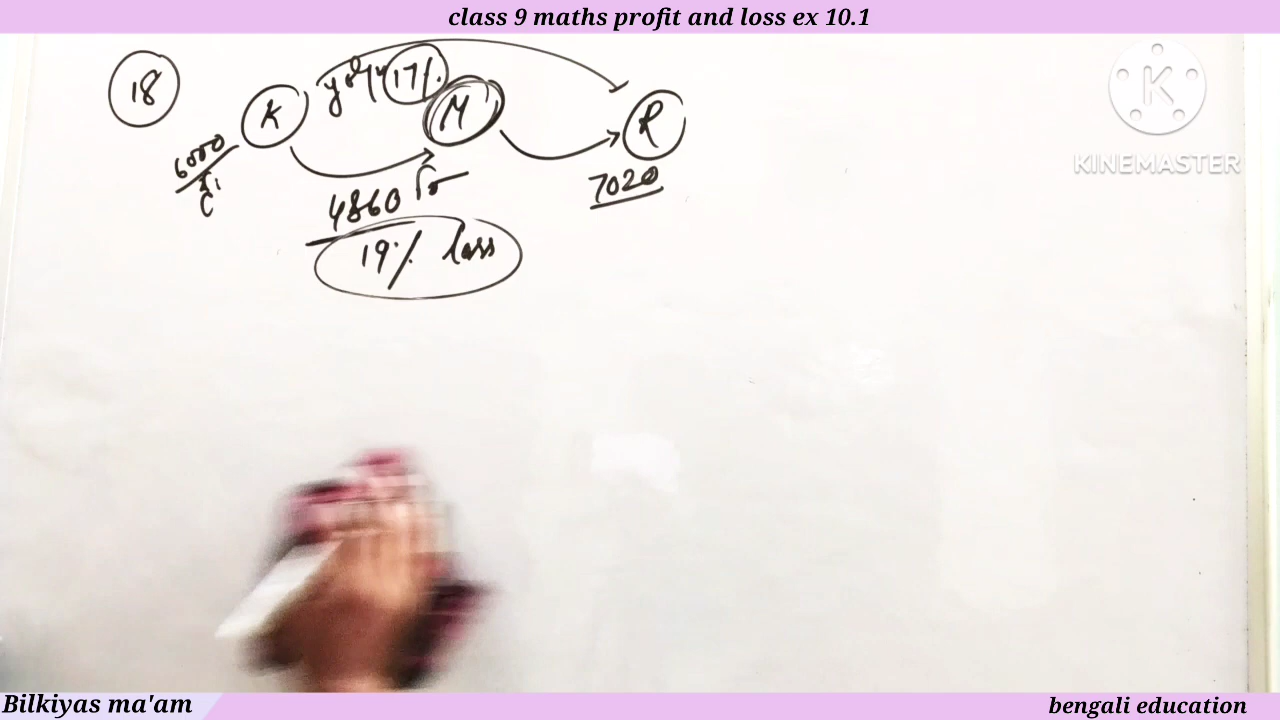 class 9 maths profit and loss ex 10.1
18
K
17%
M
R
6000
4860
7020
19% loss
KINEMASTER
Bilkiyas ma'am
bengali education